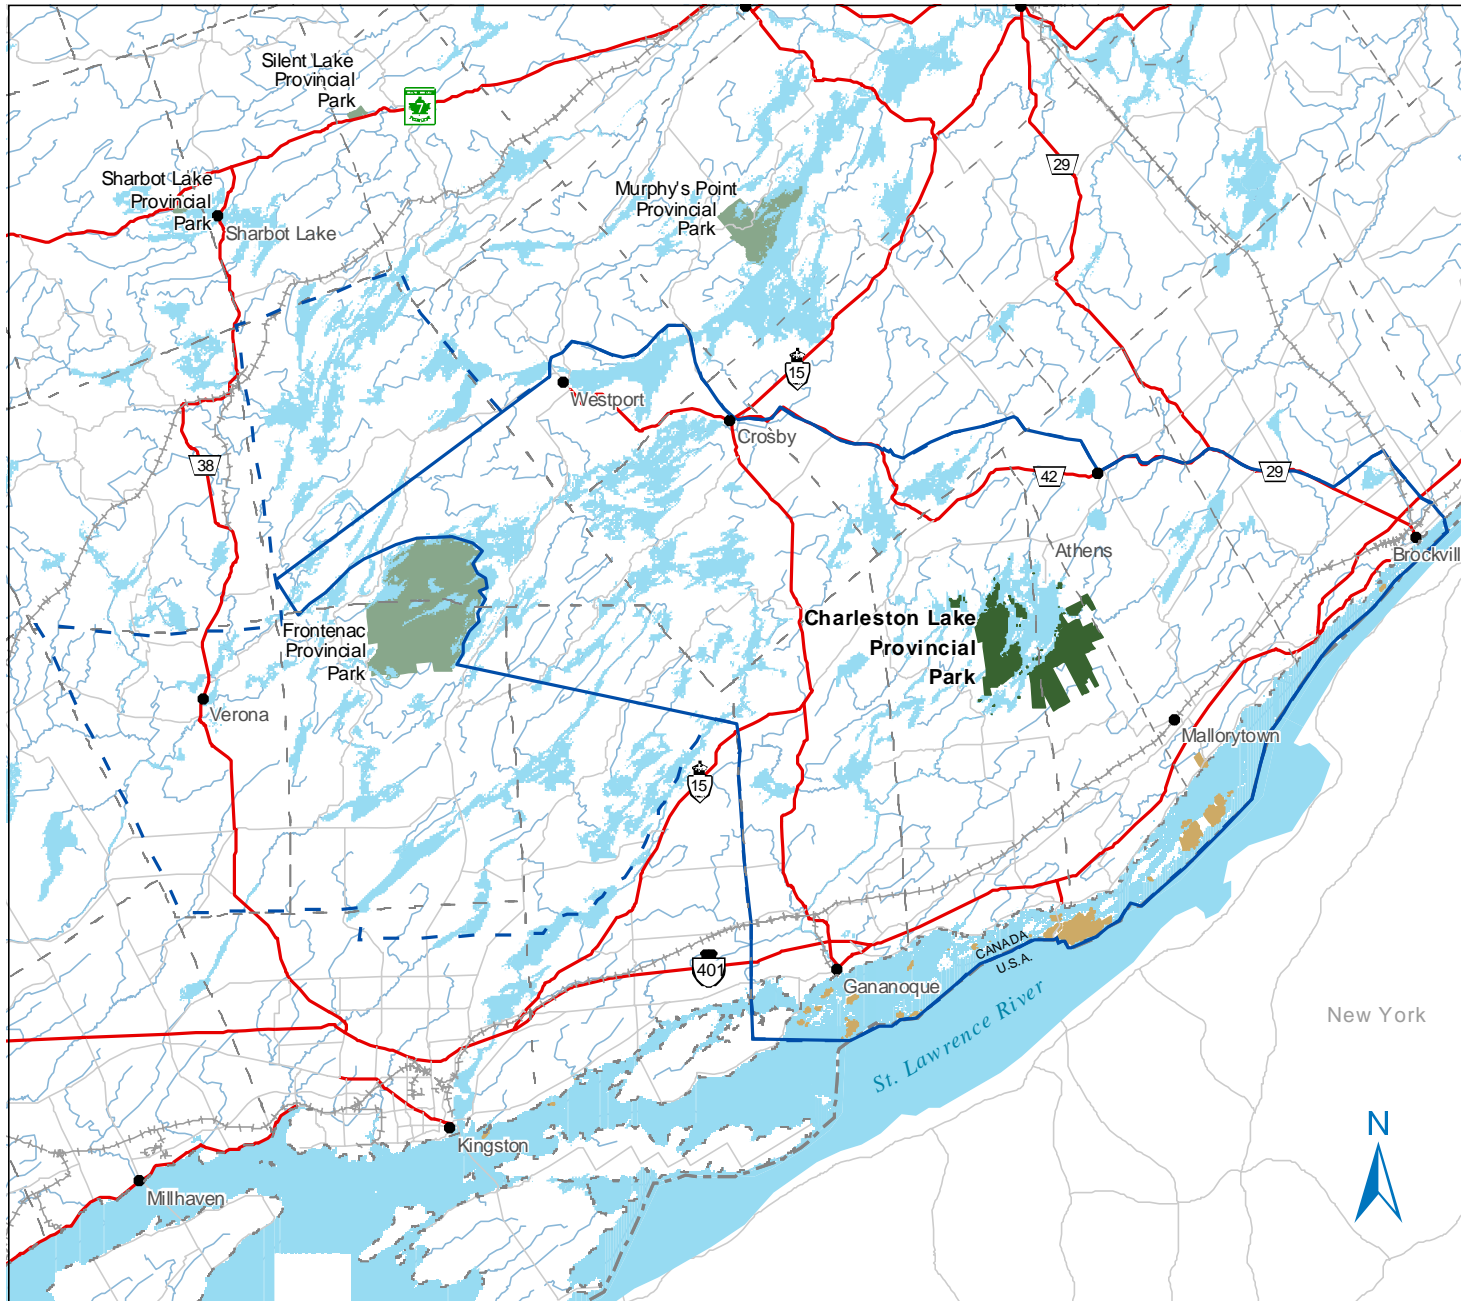 Silent Lake
Provincial
Park
7
Sharbot Lake
Provincial
Park
Sharbot Lake
Murphy's Point
Provincial
Park
29
15
Westport
Crosby
38
42
29
Athens
Brockvill
Charleston Lake
Provincial
Park
Frontenac
Provincial
Park
Verona
Mallorytown
15
401
CANADA
U.S.A.
Gananoque
St. Lawrence River
New York
N
Kingston
Millhaven